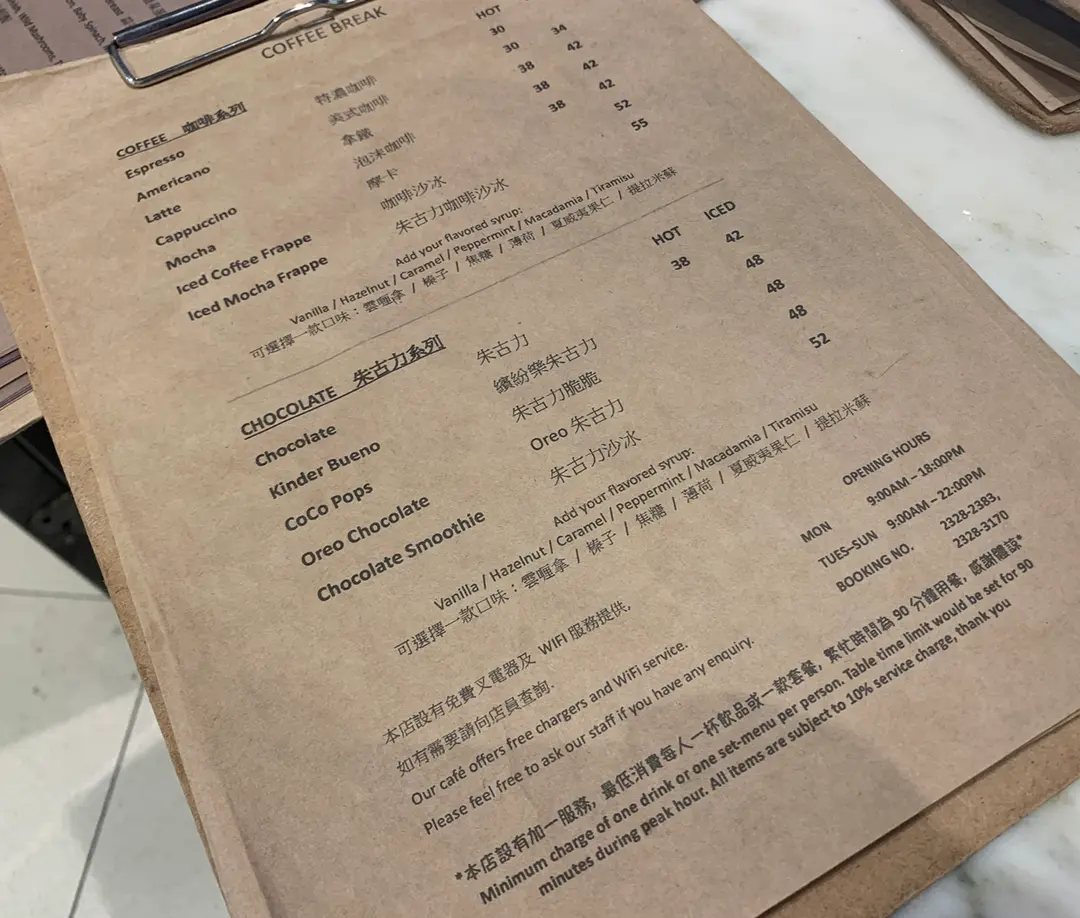 Wild Mushrooms,
Baby Spinach,
COFFEE BREAK
HOT
COFFEE 咖啡系列
Espresso 特濃咖啡 30
Americano 美式咖啡 30 34
Latte 拿鐵 38 42
Cappuccino 泡沫咖啡 38 42
Mocha 摩卡 38 42
Iced Coffee Frappe 咖啡沙冰 52
Iced Mocha Frappe 朱古力咖啡沙冰 55
Add your flavored syrup:
Vanilla / Hazelnut / Caramel / Peppermint / Macadamia / Tiramisu
可選擇一款口味：雲喱拿 / 榛子 / 焦糖 / 薄荷 / 夏威夷果仁 / 提拉米蘇
HOT ICED
CHOCOLATE 朱古力系列
Chocolate 朱古力 38 42
Kinder Bueno 繽紛樂朱古力 48
CoCo Pops 朱古力脆脆 48
Oreo Chocolate Oreo 朱古力 48
Chocolate Smoothie 朱古力沙冰 52
Add your flavored syrup:
Vanilla / Hazelnut / Caramel / Peppermint / Macadamia / Tiramisu
可選擇一款口味：雲喱拿 / 榛子 / 焦糖 / 薄荷 / 夏威夷果仁 / 提拉米蘇
OPENING HOURS
MON 9:00AM – 18:00PM
TUES–SUN 9:00AM – 22:00PM
BOOKING NO. 2328-2383,
2328-3170
本店設有免費叉電器及 WIFI 服務提供,
如有需要請向店員查詢.
Our café offers free chargers and WiFi service.
Please feel free to ask our staff if you have any enquiry.
*本店設有加一服務, 最低消費每人一杯飲品或一款套餐, 繁忙時間為 90 分鐘用餐, 感謝體諒*
Minimum charge of one drink or one set-menu per person. Table time limit would be set for 90
minutes during peak hour. All items are subject to 10% service charge, thank you